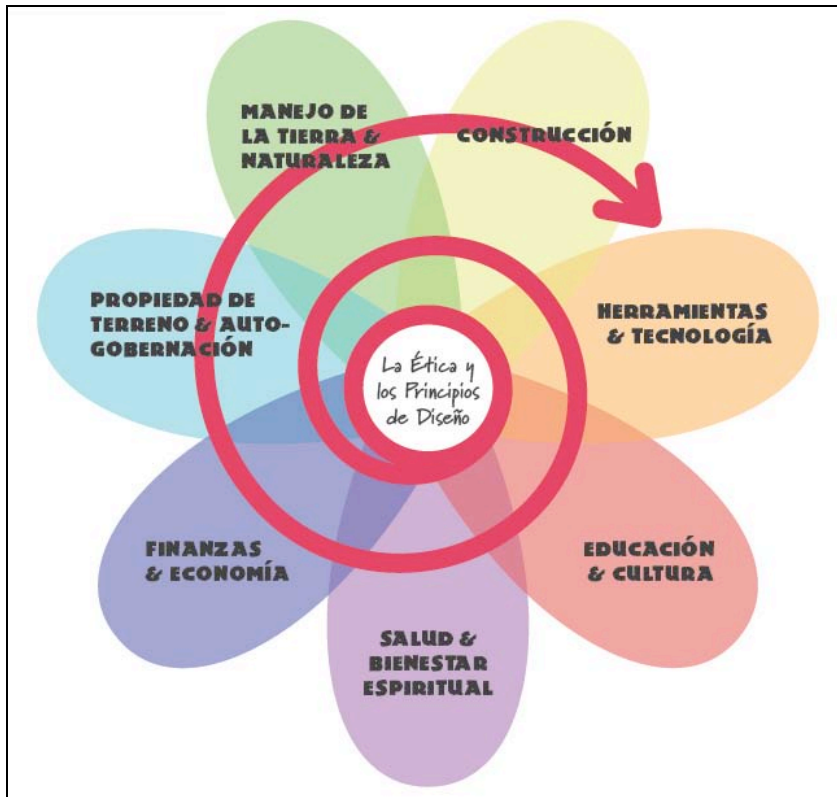 MANEJO DE
LA TIERRA &
NATURALEZA
CONSTRUCCIÓN
HERRAMIENTAS
& TECNOLOGÍA
EDUCACIÓN
& CULTURA
SALUD &
BIENESTAR
ESPIRITUAL
FINANZAS
& ECONOMÍA
PROPIEDAD DE
TERRENO & AUTO-
GOBERNACIÓN
La Ética y
los Principios
de Diseño